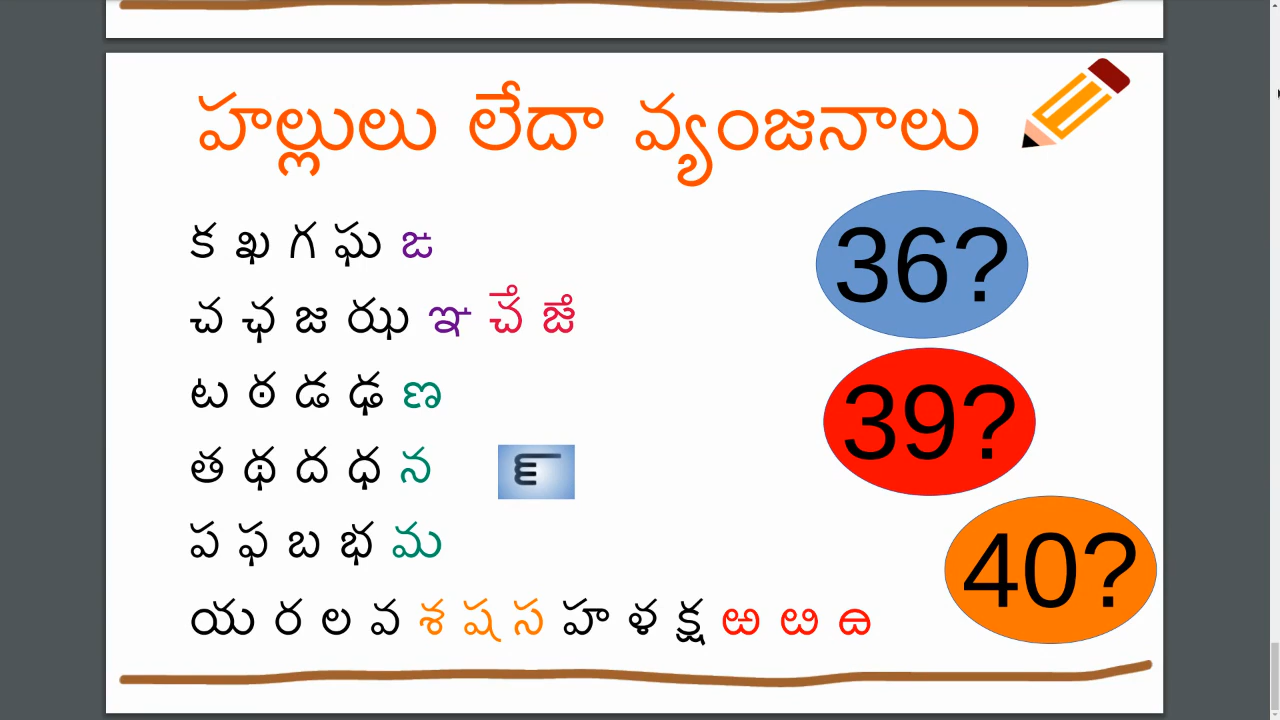 హల్లులు లేదా వ్యంజనాలు
క ఖ గ ఘ ఙ
చ ఛ జ ఝ ఞ ౘ ౙ
ట ఠ డ ఢ ణ
త థ ద ధ న
ప ఫ బ భ మ
య ర ల వ శ ష స హ ళ క్ష ఱ ౚ ఴ
36?
39?
40?